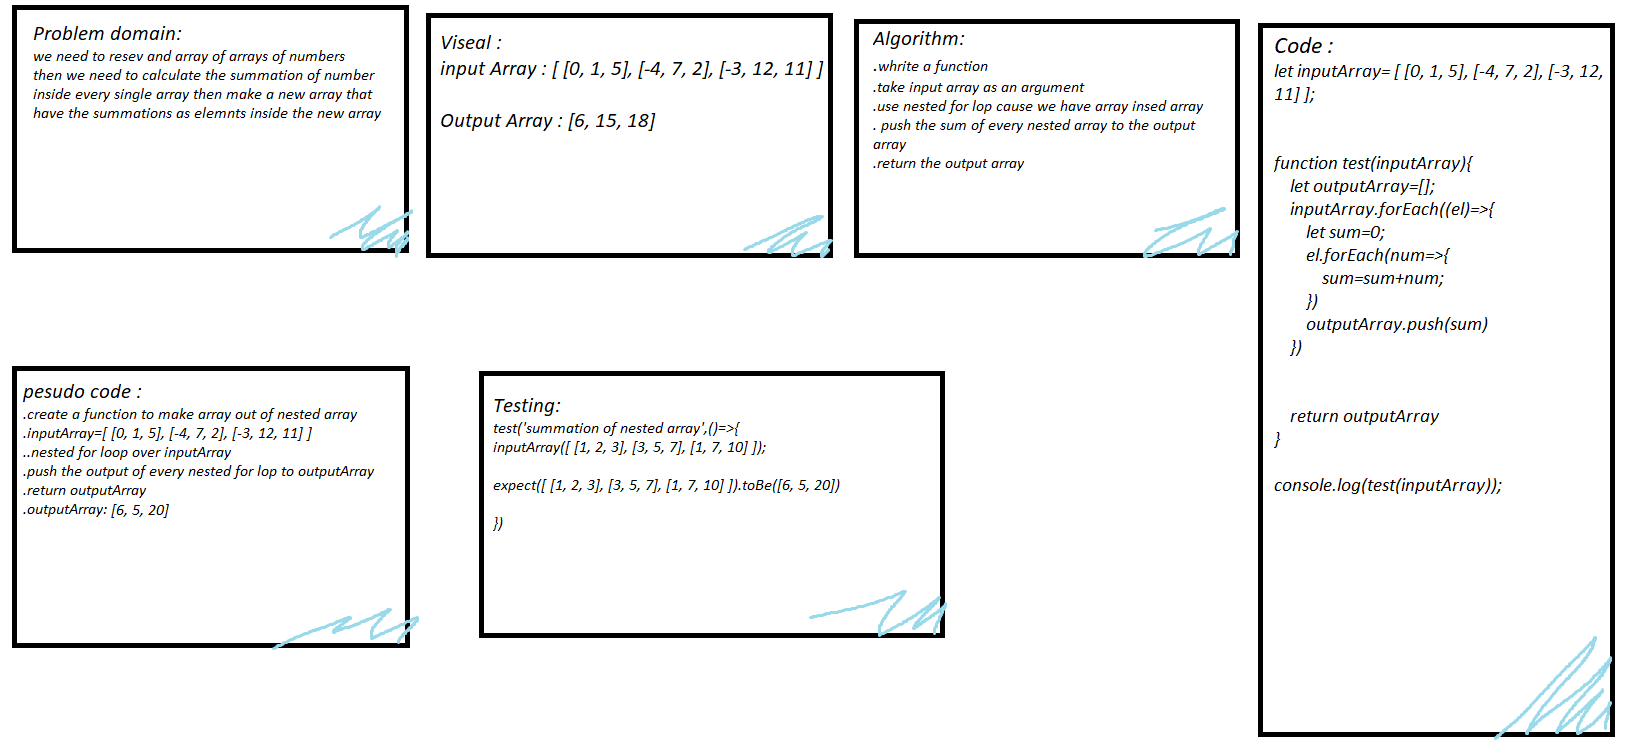 Problem domain:
we need to resev and array of arrays of numbers
then we need to calculate the summation of number
inside every single array then make a new array that
have the summations as elemnts inside the new array
Viseal :
input Array : [ [0, 1, 5], [-4, 7, 2], [-3, 12, 11] ]
Output Array : [6, 15, 18]
Algorithm:
.whrite a function
.take input array as an argument
.use nested for lop cause we have array insed array
. push the sum of every nested array to the output
array
.return the output array
Code :
let inputArray= [ [0, 1, 5], [-4, 7, 2], [-3, 12,
11] ];
function test(inputArray){
let outputArray=[];
inputArray.forEach((el)=>{
let sum=0;
el.forEach(num=>{
sum=sum+num;
})
outputArray.push(sum)
})
return outputArray
}
console.log(test(inputArray));
pesudo code :
.create a function to make array out of nested array
.inputArray=[ [0, 1, 5], [-4, 7, 2], [-3, 12, 11] ]
..nested for loop over inputArray
.push the output of every nested for lop to outputArray
.return outputArray
.outputArray: [6, 5, 20]
Testing:
test('summation of nested array',()=>{
inputArray([ [1, 2, 3], [3, 5, 7], [1, 7, 10] ]);
expect([ [1, 2, 3], [3, 5, 7], [1, 7, 10] ]).toBe([6, 5, 20])
})